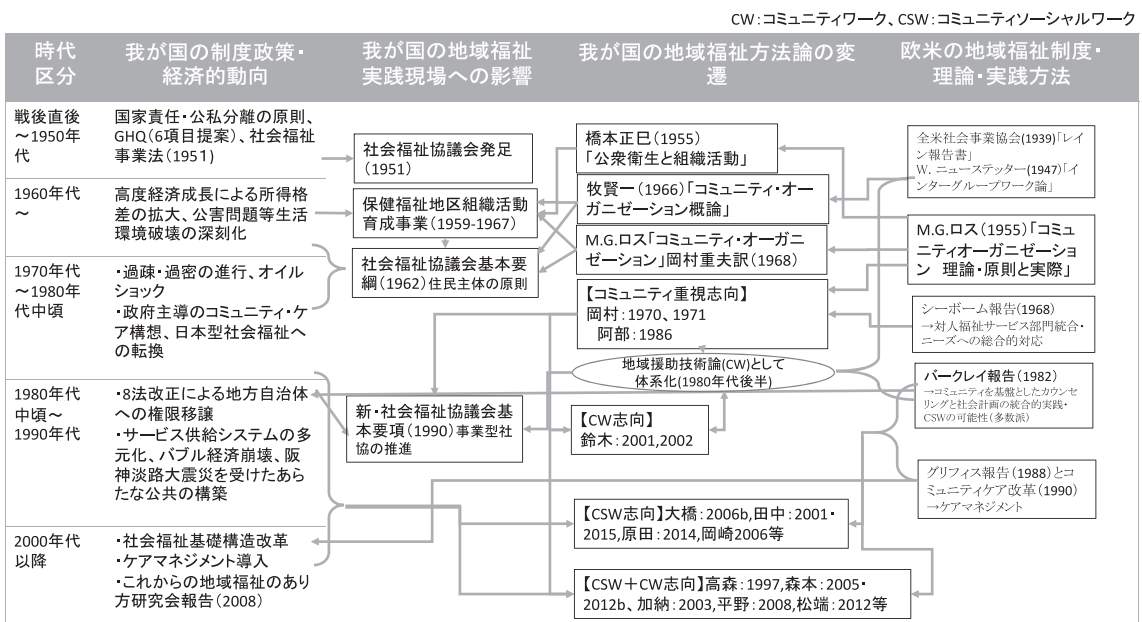 CW：コミュニティワーク、CSW：コミュニティソーシャルワーク
時代
区分
我が国の制度政策・
経済的動向
我が国の地域福祉
実践現場への影響
我が国の地域福祉方法論の変
遷
欧米の地域福祉制度・
理論・実践方法
戦後直後
～1950年
代
国家責任・公私分離の原則、
GHQ（6項目提案）、社会福祉
事業法（1951）
社会福祉協議会発足
（1951）
橋本正巳（1955）
「公衆衛生と組織活動」
全米社会事業協会(1939)「レイ
ン報告書」
W. ニューステッター(1947)「イ
ンターグループワーク論」
1960年代
～
高度経済成長による所得格
差の拡大、公害問題等生活
環境破壊の深刻化
保健福祉地区組織活動
育成事業（1959-1967）
牧賢一（1966）「コミュニティ・オー
ガニゼーション概論」
M.G.ロス「コミュニティ・オーガニ
ゼーション」岡村重夫訳（1968）
M.G.ロス（1955）「コミュ
ニティオーガニゼーショ
ン　理論・原則と実際」
社会福祉協議会基本要
綱（1962）住民主体の原則
1970年代
～1980年
代中頃
・過疎・過密の進行、オイル
ショック
・政府主導のコミュニティ・ケ
ア構想、日本型社会福祉へ
の転換
【コミュニティ重視志向】
岡村：1970、1971
阿部：1986
シーボーム報告(1968)
→対人福祉サービス部門統合・
ニーズへの総合的対応
地域援助技術論(CW)として
体系化(1980年代後半)
バークレイ報告(1982)
→コミュニティを基盤としたカウンセ
リングと社会計画の統合的実践・
CSWの可能性(多数派)
1980年代
中頃～
1990年代
・8法改正による地方自治体
への権限移譲
・サービス供給システムの多
元化、バブル経済崩壊、阪
神淡路大震災を受けたあら
たな公共の構築
新・社会福祉協議会基
本要項（1990）事業型社
協の推進
【CW志向】
鈴木：2001,2002
グリフィス報告(1988)とコ
ミュニティケア改革(1990)
→ケアマネジメント
【CSW志向】大橋：2006b,田中：2001・
2015,原田：2014,岡崎2006等
2000年代
以降
・社会福祉基礎構造改革
・ケアマネジメント導入
・これからの地域福祉のあり
方研究会報告（2008）
【CSW＋CW志向】高森：1997,森本：2005・
2012b、加納：2003,平野：2008,松端：2012等